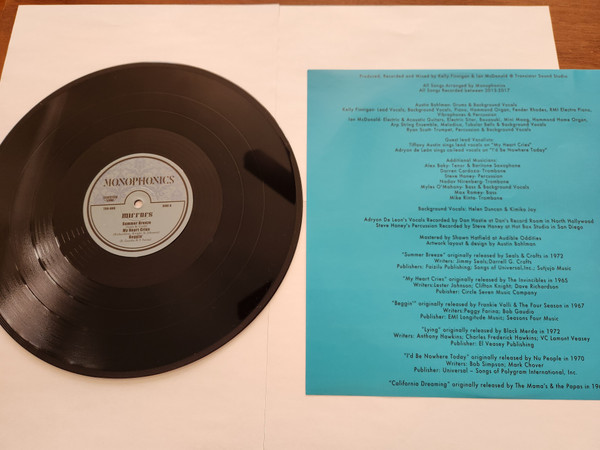 MONOPHONICS
mirrors
Summer Breeze
My Heart Cries
Beggin'
Produced, Recorded and Mixed by Kelly Finnigan & Ian McDonald @ Transistor Sound Studio
All Songs Arranged by Monophonics
All Songs Recorded between 2012-2017
Austin Bohlman: Drums & Background Vocals
Kelly Finnigan: Lead Vocals, Background Vocals, Piano, Hammond Organ, Fender Rhodes, RMI Electra Piano,
Vibraphones & Percussion
Ian McDonald: Electric & Acoustic Guitars, Electric Sitar, Bouzouki, Mini Moog, Hammond Home Organ,
Arp String Ensemble, Melodica, Tubular Bells & Background Vocals
Ryan Scott: Trumpet, Percussion & Background Vocals
Guest Lead Vocalists:
Tiffany Austin sings lead vocals on "My Heart Cries"
Adryon de León sings co/lead vocals on "I'd Be Nowhere Today"
Additional Musicians:
Alex Baky: Tenor & Baritone Saxophone
Darren Cardoza: Trombone
Steve Haney: Percussion
Nadav Nirenberg: Trombone
Myles O'Mahony: Bass & Background Vocals
Max Ramey: Bass
Mike Rinta: Trombone
Background Vocals: Helen Duncan & Kimiko Joy
Adryon De Leon's Vocals Recorded by Dan Hastie at Dan's Record Room in North Hollywood
Steve Haney's Percussion Recorded by Steve Haney at Hot Box Studio in San Diego
Mastered by Shawn Hatfield at Audible Oddities
Artwork layout & design by Austin Bohlman
"Summer Breeze" originally released by Seals & Crofts in 1972
Writers: Jimmy Seals; Darrell G. Crofts
Publishers: Faizilu Publishing; Songs of Universal, Inc.; Sutjujo Music
"My Heart Cries" originally released by The Invincibles in 1965
Writers: Lester Johnson; Clifton Knight; Dave Richardson
Publisher: Circle Seven Music Company
"Beggin'" originally released by Frankie Valli & The Four Season in 1967
Writers: Peggy Farina; Bob Gaudio
Publisher: EMI Longitude Music; Seasons Four Music
"Lying" originally released by Black Merda in 1972
Writers: Anthony Hawkins; Charles Frederick Hawkins; VC Lamont Veasey
Publisher: El Veasey Publishing
"I'd Be Nowhere Today" originally released by Nu People in 1970
Writers: Bob Simpson, Mark Chover
Publisher: Universal – Songs of Polygram International, Inc.
"California Dreaming" originally released by The Mama's & the Papas in 196